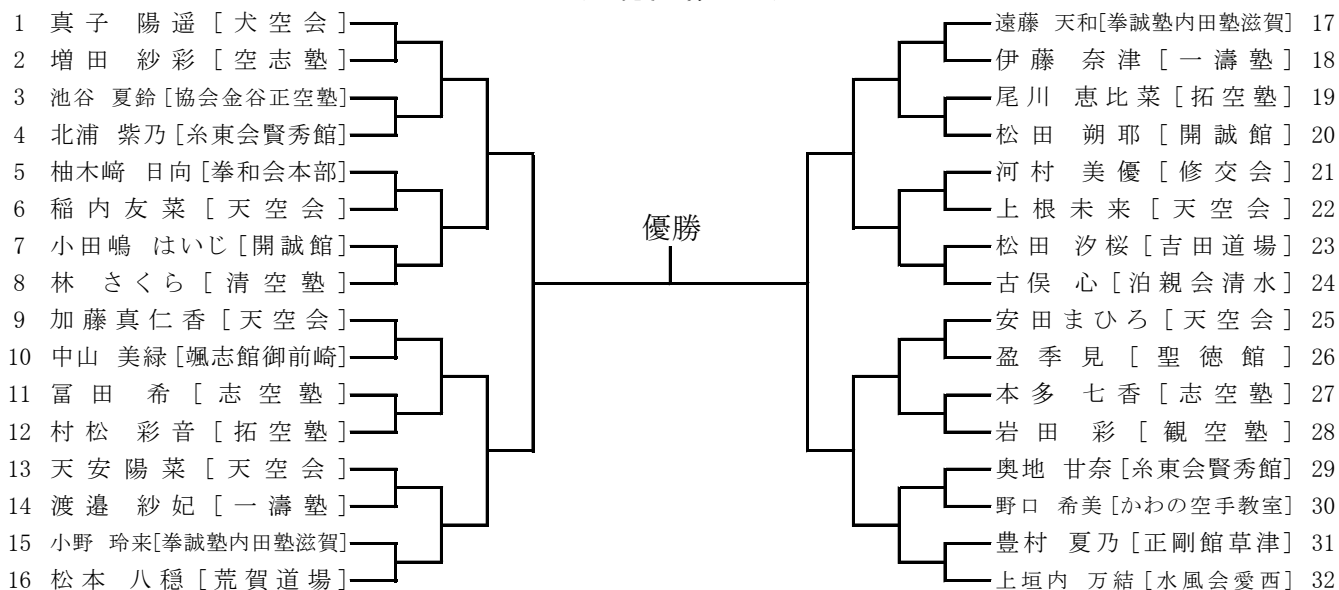 1 真子 陽遥［犬空会］
2 増田 紗彩［空志塾］
3 池谷 夏鈴［協会金谷正空塾］
4 北浦 紫乃［糸東会賢秀館］
5 柚木﨑 日向［拳和会本部］
6 稲内友菜［天空会］
7 小田嶋 はいじ［開誠館］
8 林 さくら［清空塾］
9 加藤真仁香［天空会］
10 中山 美緑［颯志館御前崎］
11 冨田 希［志空塾］
12 村松 彩音［拓空塾］
13 天安陽菜［天空会］
14 渡邉 紗妃［一濤塾］
15 小野 玲来[拳誠塾内田塾滋賀]
16 松本 八穏［荒賀道場］
優勝
遠藤 天和[拳誠塾内田塾滋賀] 17
伊藤 奈津［一濤塾］ 18
尾川 恵比菜［拓空塾］ 19
松田 朔耶［開誠館］ 20
河村 美優［修交会］ 21
上根未来［天空会］ 22
松田 汐桜［吉田道場］ 23
古俣 心［泊親会清水］ 24
安田まひろ［天空会］ 25
盈季見［聖徳館］ 26
本多 七香［志空塾］ 27
岩田 彩［観空塾］ 28
奥地 甘奈［糸東会賢秀館］ 29
野口 希美［かわの空手教室］ 30
豊村 夏乃［正剛館草津］ 31
上垣内 万結［水風会愛西］ 32